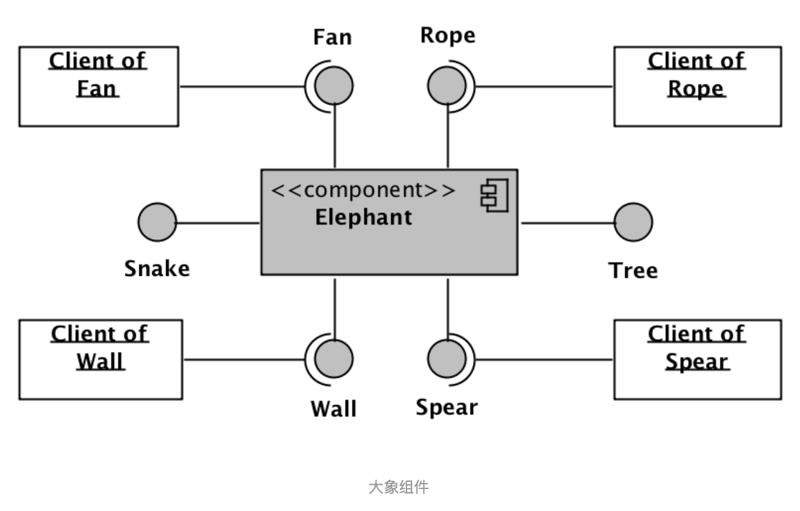 Fan
Rope
Client of
Fan
Client of
Rope
<<component>>
Elephant
Snake
Tree
Client of
Wall
Client of
Spear
Wall
Spear
大象组件